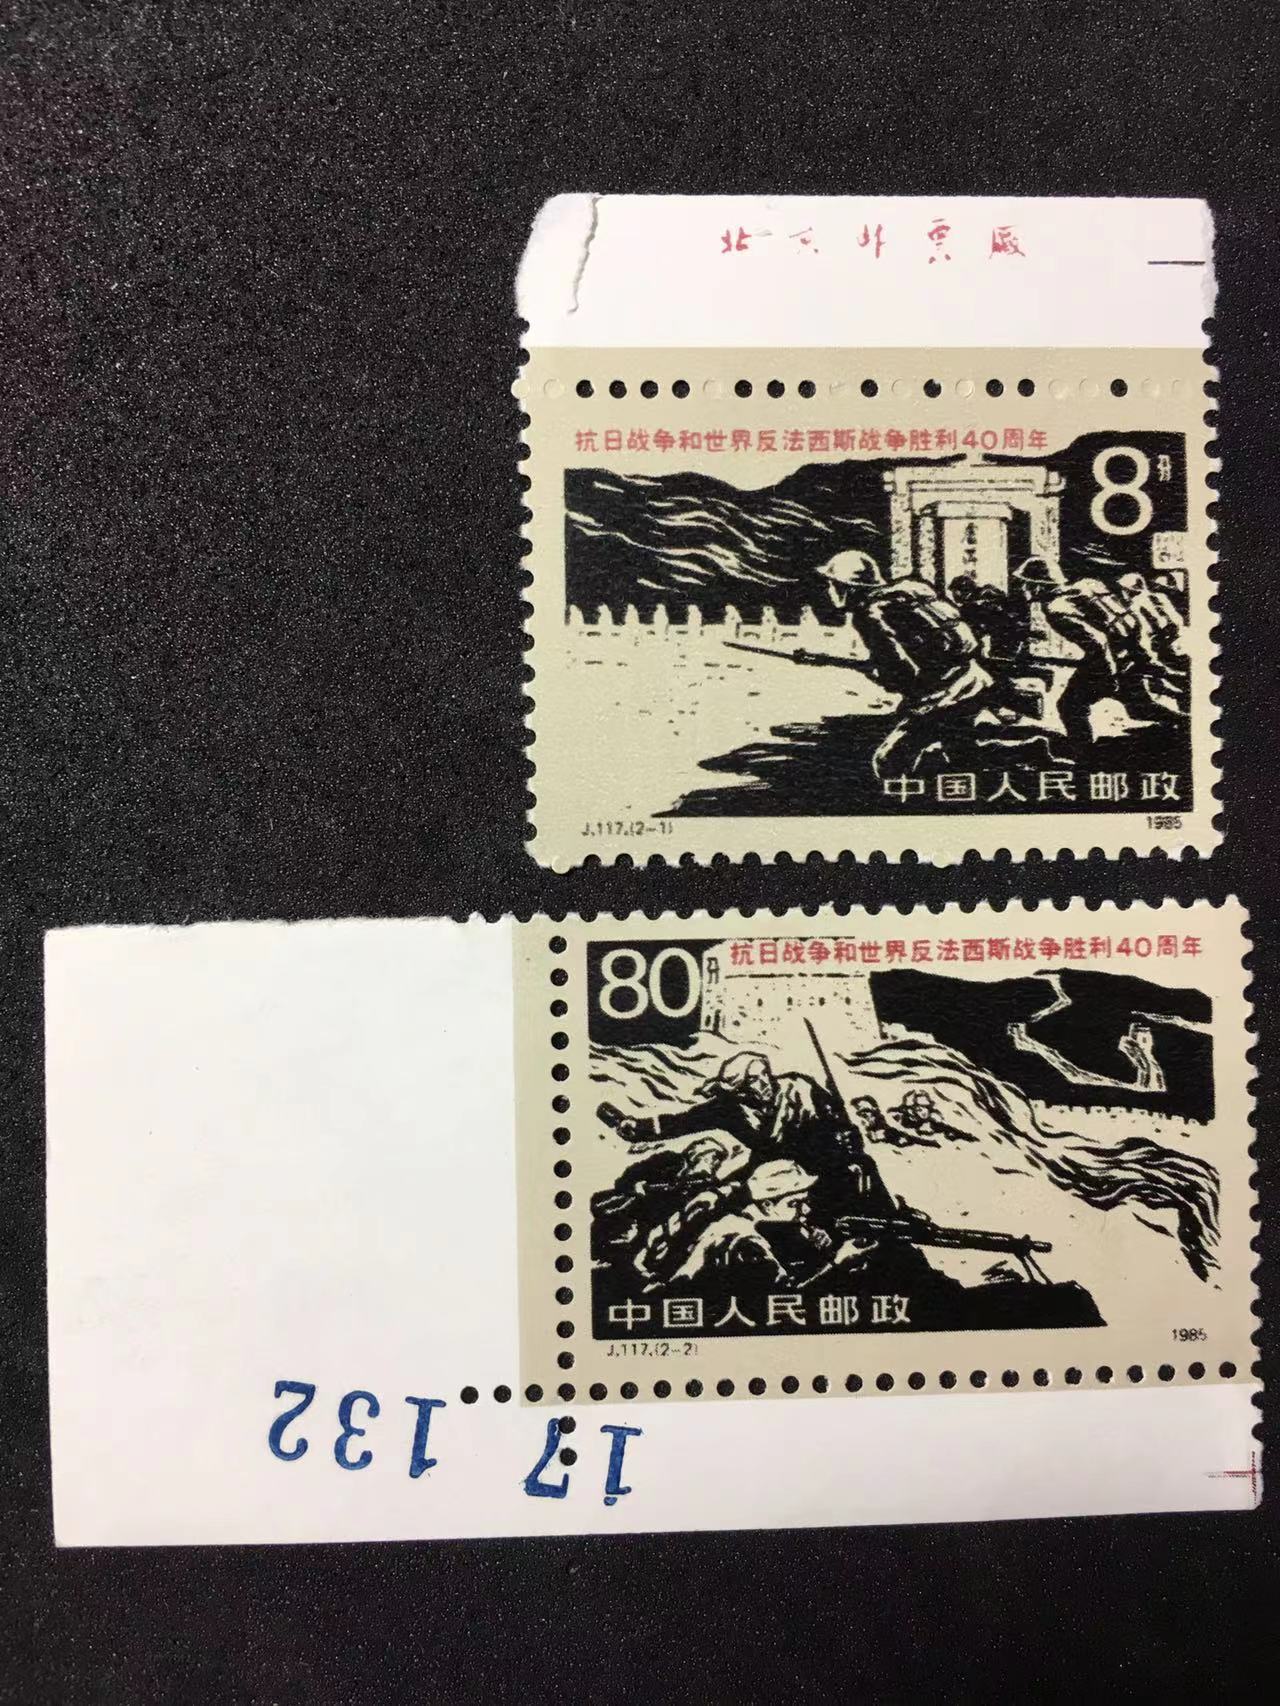 北京邮票厂
抗日战争和世界反法西斯战争胜利40周年
8分
中国人民邮政
J.117.(2-1)
1985
80分
抗日战争和世界反法西斯战争胜利40周年
中国人民邮政
J.117.(2-2)
1985
17 132